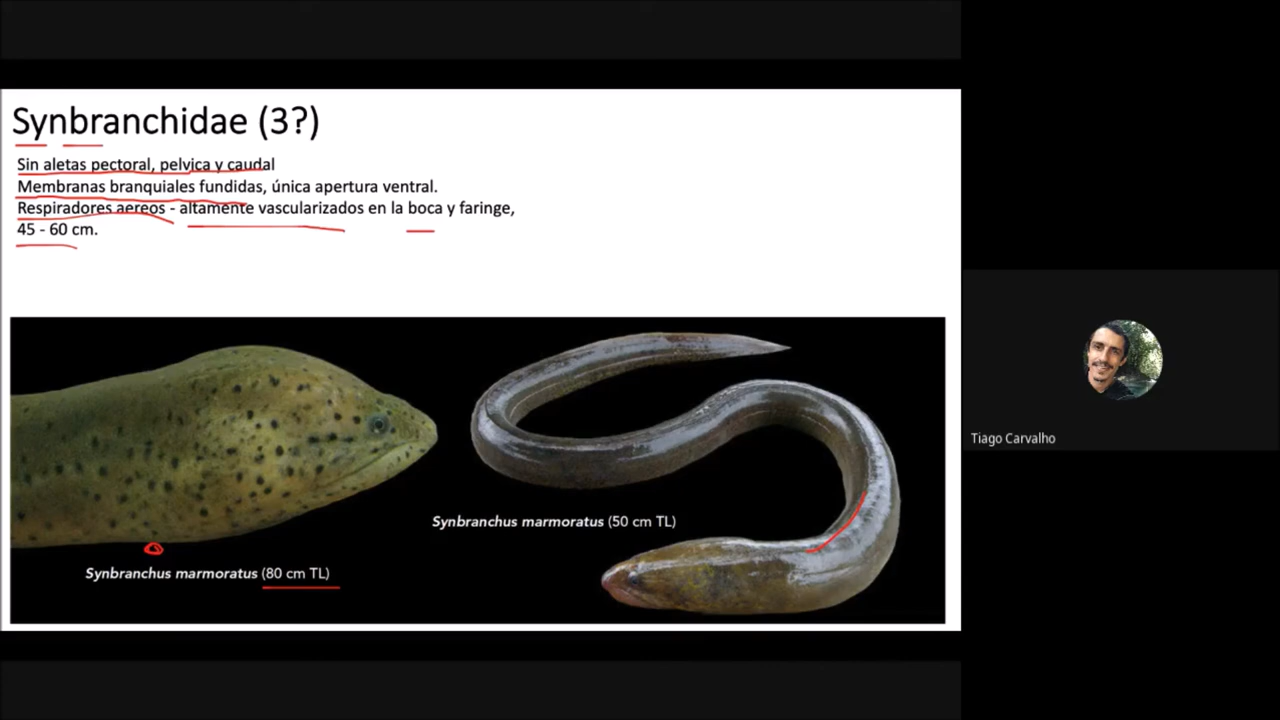 Synbranchidae (3?)
Sin aletas pectoral, pelvica y caudal
Membranas branquiales fundidas, única apertura ventral.
Respiradores aereos - altamente vascularizados en la boca y faringe,
45 - 60 cm.
Synbranchus marmoratus (50 cm TL)
Synbranchus marmoratus (80 cm TL)
Tiago Carvalho